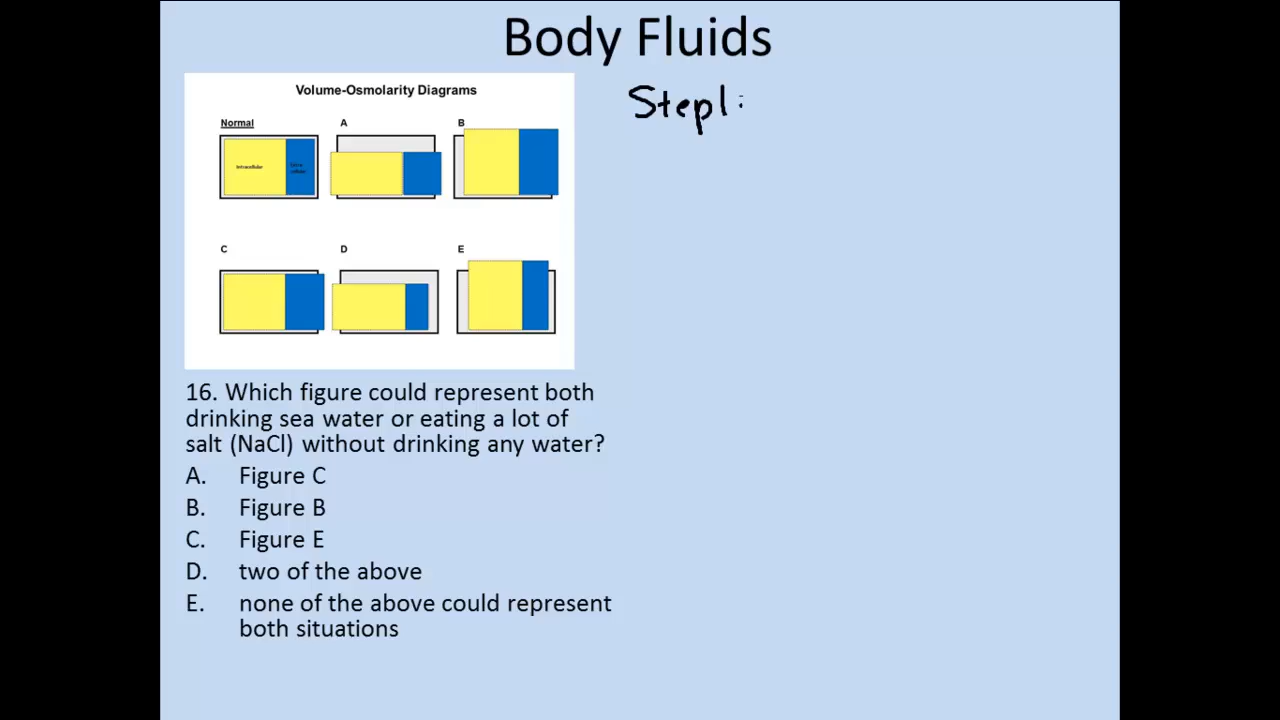 Body Fluids
Volume-Osmolarity Diagrams
Normal
A
B
Intracellular
C
D
E
Step1:
16. Which figure could represent both
drinking sea water or eating a lot of
salt (NaCl) without drinking any water?
A. Figure C
B. Figure B
C. Figure E
D. two of the above
E. none of the above could represent
both situations